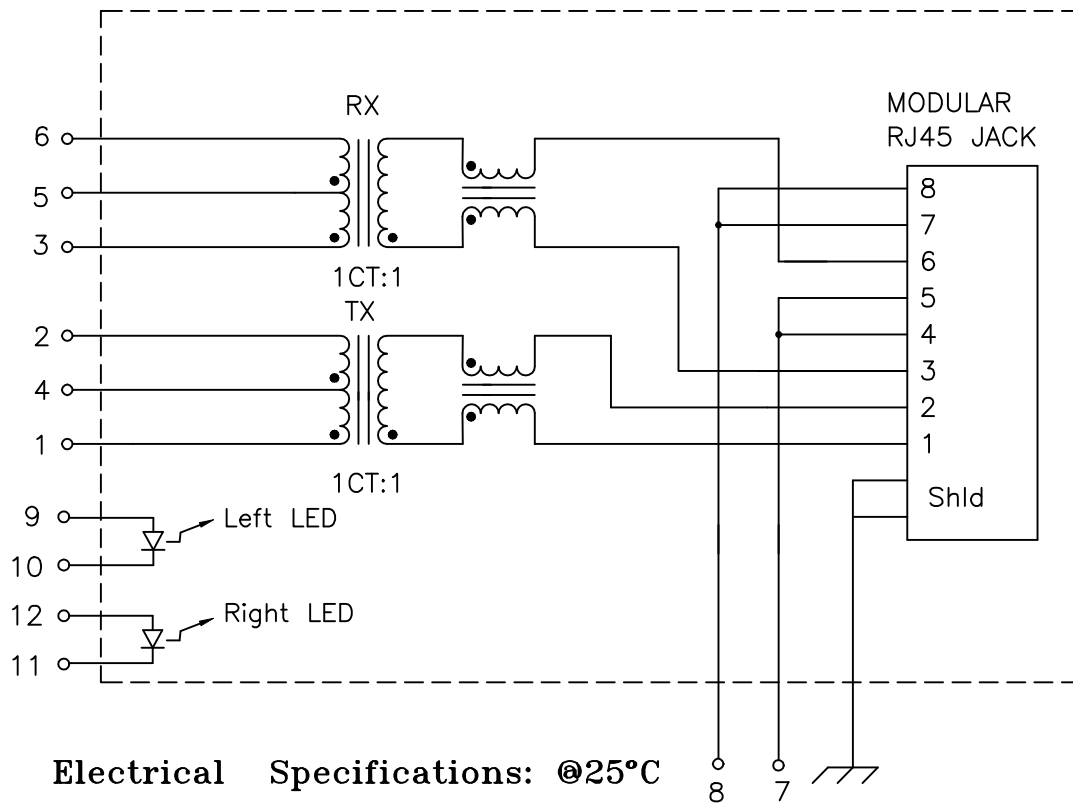 RX
MODULAR
RJ45 JACK
6
5
3
1CT:1
TX
2
4
1
1CT:1
8
7
6
5
4
3
2
1
Shld
9
Left LED
10
12
Right LED
11
Electrical Specifications: @25°C
8
7